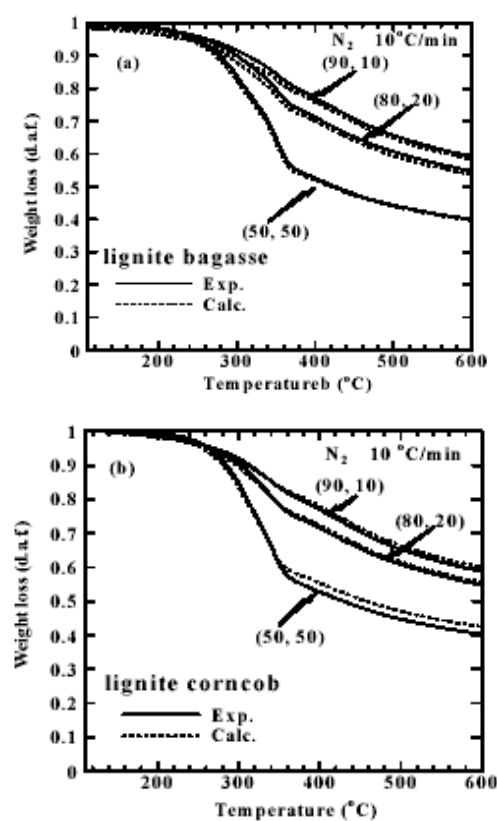 1
0.9
0.8
0.7
0.6
0.5
0.4
0.3
0.2
0.1
0
Weight loss (d.a.f.)
(a)
N2 10°C/min
(90, 10)
(80, 20)
(50, 50)
lignite bagasse
Exp.
Calc.
200 300 400 500 600
Temperatureb (°C)
1
0.9
0.8
0.7
0.6
0.5
0.4
0.3
0.2
0.1
0
Weight loss (d.a.f.)
(b)
N2 10 °C/min
(90, 10)
(80, 20)
(50, 50)
lignite corncob
Exp.
Calc.
200 300 400 500 600
Temperature (°C)